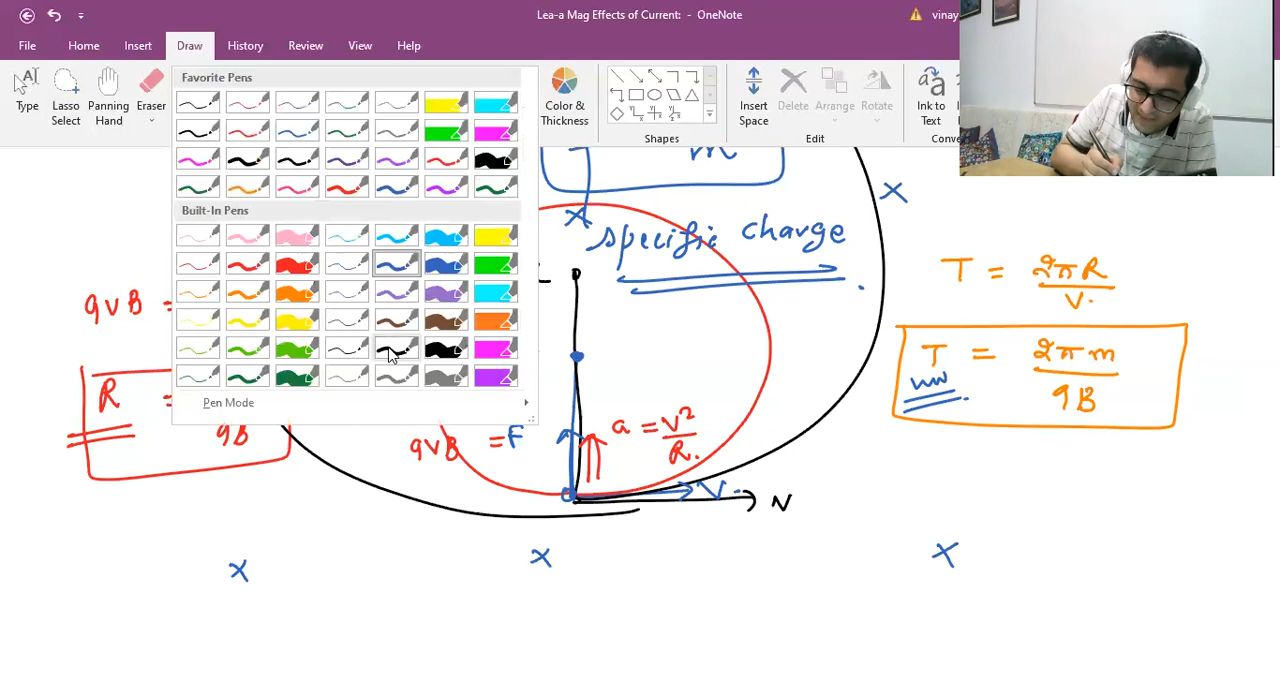 Lea-a Mag Effects of Current: - OneNote
vinay
File Home Insert Draw History Review View Help
Type
Lasso Select
Panning Hand
Eraser
Favorite Pens
Built-In Pens
Pen Mode
Color & Thickness
Shapes
Insert Space
Delete
Arrange
Rotate
Edit
Ink to Text
m
x
x
specific charge
qvB =
R =
qB
qvB = F
a = v²/R.
V
T = 2πR/V.
T = 2πm/qB
x
x
x